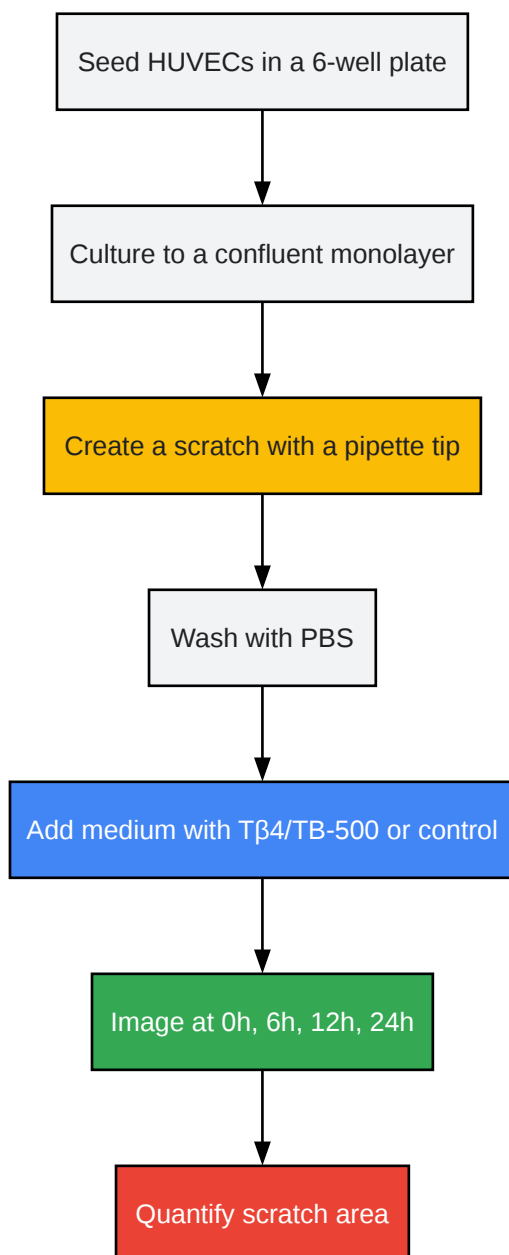 Seed HUVECs in a 6-well plate
Culture to a confluent monolayer
Create a scratch with a pipette tip
Wash with PBS
Add medium with Tβ4/TB-500 or control
Image at 0h, 6h, 12h, 24h
Quantify scratch area